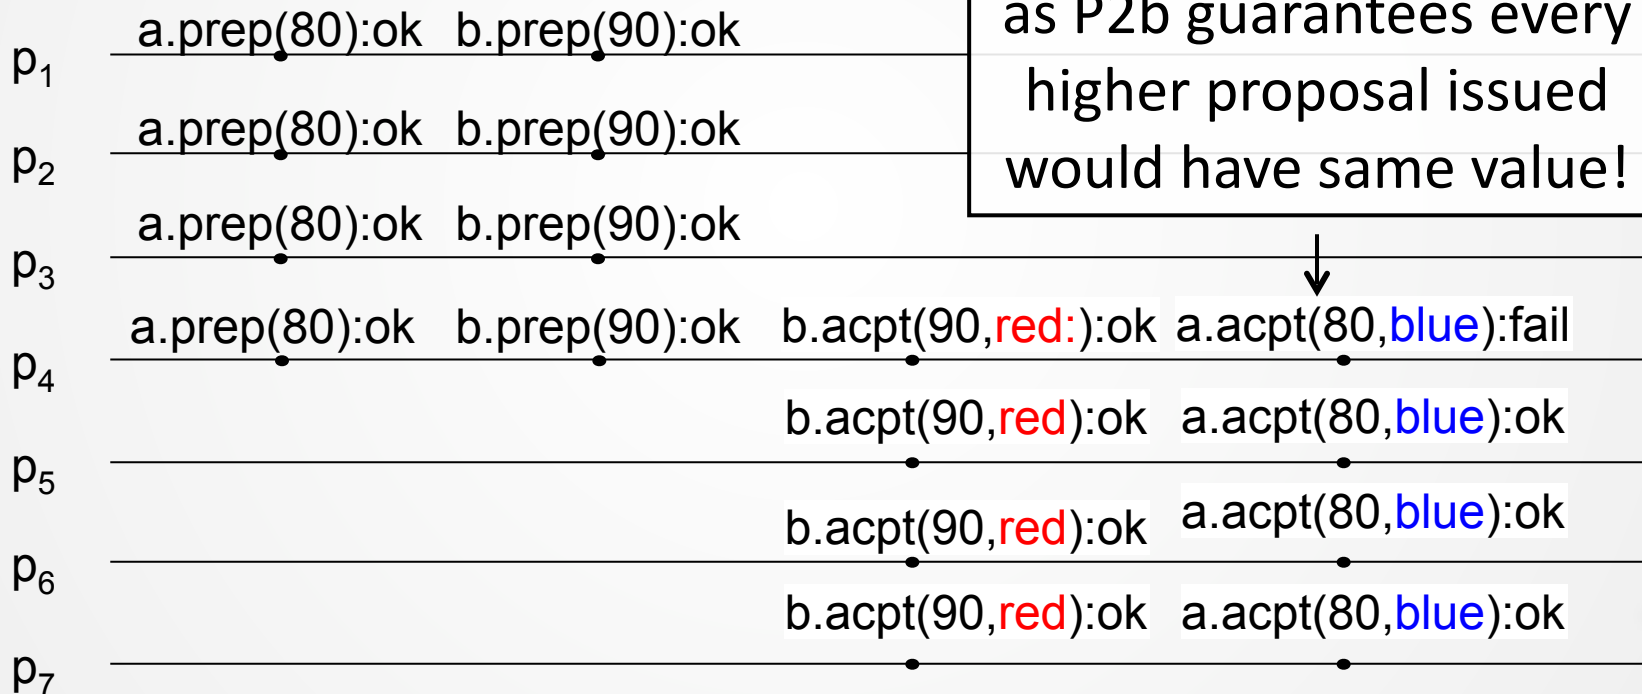 as P2b guarantees every
higher proposal issued
would have same value!
p1 a.prep(80):ok b.prep(90):ok
p2 a.prep(80):ok b.prep(90):ok
p3 a.prep(80):ok b.prep(90):ok
p4 a.prep(80):ok b.prep(90):ok b.acpt(90,red:):ok a.acpt(80,blue):fail
p5 b.acpt(90,red):ok a.acpt(80,blue):ok
p6 b.acpt(90,red):ok a.acpt(80,blue):ok
p7 b.acpt(90,red):ok a.acpt(80,blue):ok